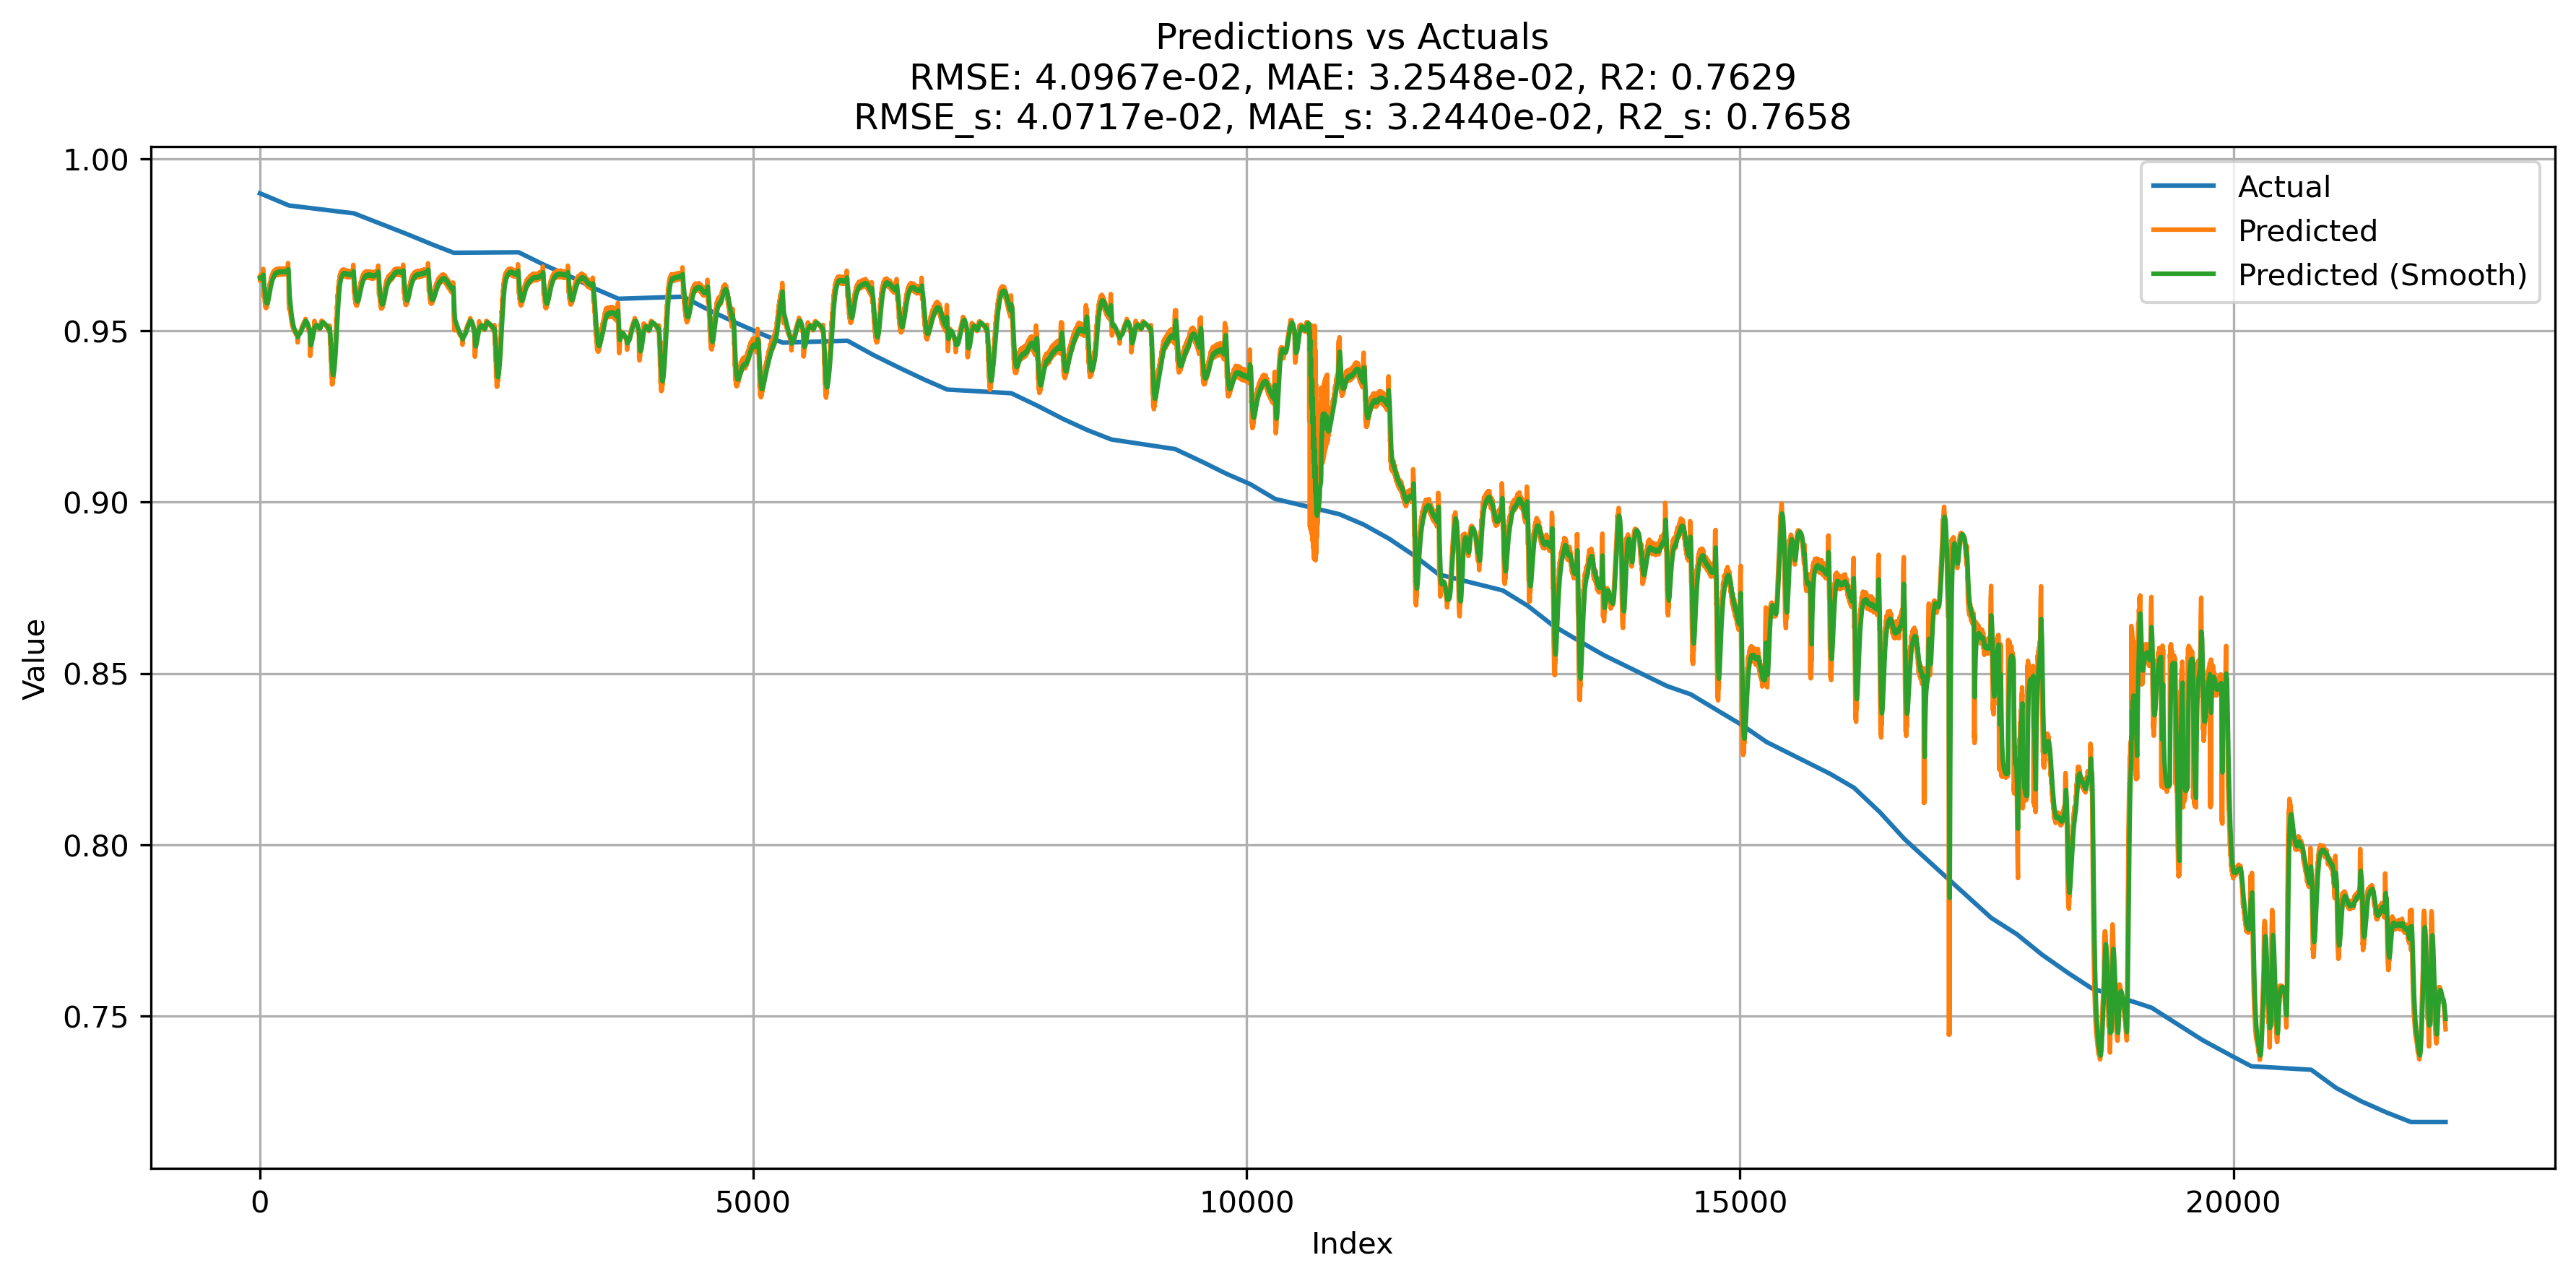 Predictions vs Actuals
RMSE: 4.0967e-02, MAE: 3.2548e-02, R2: 0.7629
RMSE_s: 4.0717e-02, MAE_s: 3.2440e-02, R2_s: 0.7658
1.00
0.95
0.90
0.85
0.80
0.75
Value
Actual
Predicted
Predicted (Smooth)
0 5000 10000 15000 20000
Index